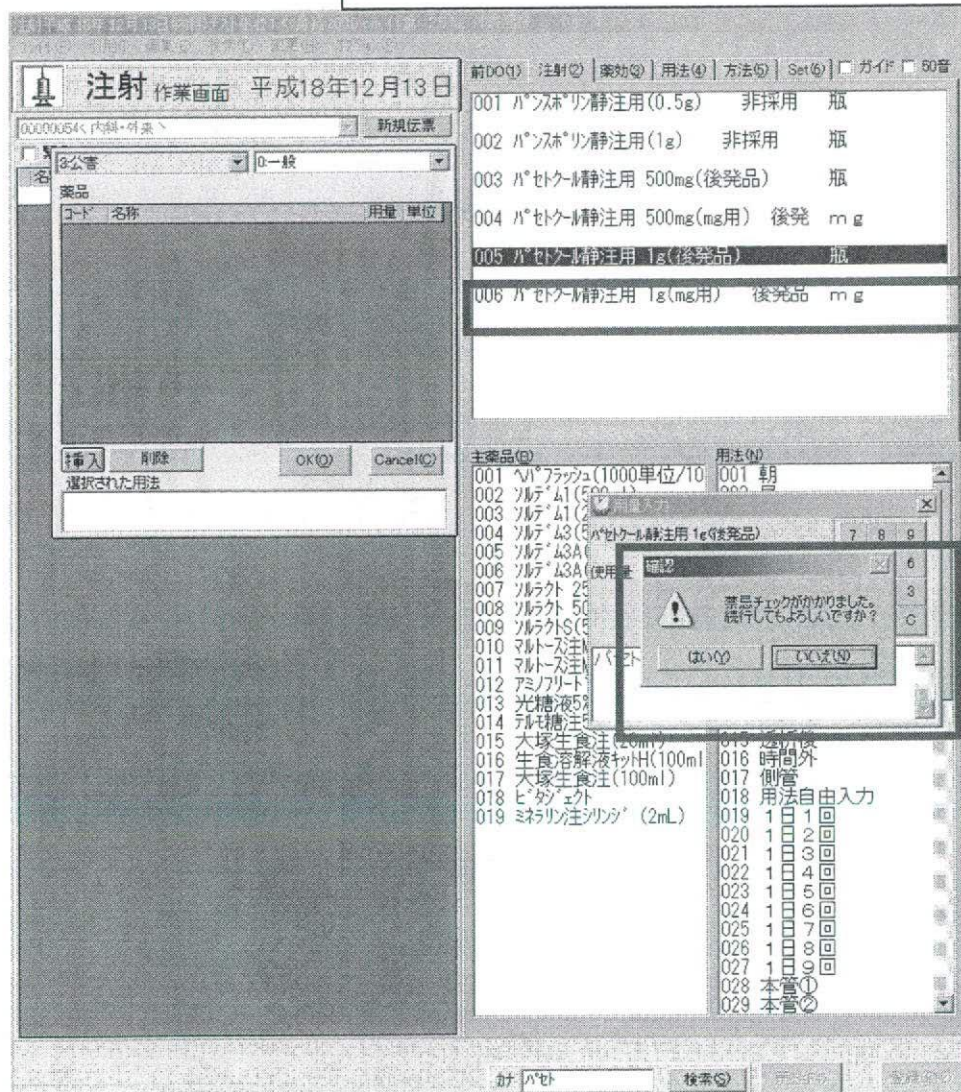 注射 作業画面 平成18年12月13日
00000054< 内科・外来 >
新規伝票
3:公害
0:一般
薬品
コード 名称 用量 単位
挿入 削除 OK(O) Cancel(C)
選択された用法
前DO(1) 注射(2) 薬効(3) 用法(4) 方法(5) Set(6) ガイド 50音
001 パンスポリン静注用(0.5g) 非採用 瓶
002 パンスポリン静注用(1g) 非採用 瓶
003 パセトクール静注用 500mg(後発品) 瓶
004 パセトクール静注用 500mg(mg用) 後発 mg
005 パセトクール静注用 1g(後発品) 瓶
006 パセトクール静注用 1g(mg用) 後発品 mg
主薬品(B)
001 ヘパフラッシュ(1000単位/10
002 ソルデム1(500
003 ソルデム1(2
004 ソルデム3(5
005 ソルデム3A(
006 ソルデム3A(
007 ソルラクト 25
008 ソルラクト 50
009 ソルラクトS(5
010 マルトース注
011 マルトース注
012 アミノフリード
013 光糖液5%
014 テルモ糖注5
015 大塚生食注(20ml)
016 生食溶解液キットH(100ml
017 大塚生食注(100ml)
018 ビタジェクト
019 ミネラリン注シリンジ (2mL)
用法(N)
001 朝
パセトクール静注用 1g(後発品)
7 8 9
使用量
6
3
C
確認
禁忌チェックがかかりました。
続行してもよろしいですか?
はい(Y) いいえ(N)
パセト
015 透析後
016 時間外
017 側管
018 用法自由入力
019 1日1回
020 1日2回
021 1日3回
022 1日4回
023 1日5回
024 1日6回
025 1日7回
026 1日8回
027 1日9回
028 本管①
029 本管②
カナ パセト 検索(S)